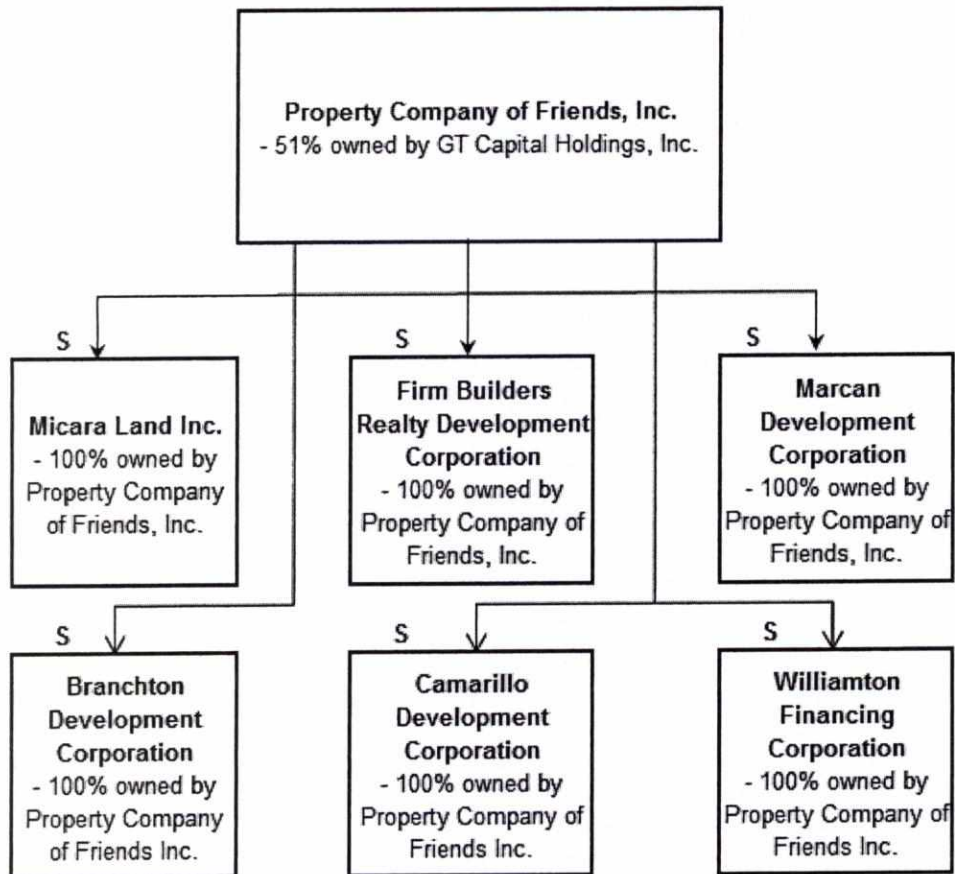 Property Company of Friends, Inc.
- 51% owned by GT Capital Holdings, Inc.
S
S
S
Micara Land Inc.
- 100% owned by
Property Company
of Friends, Inc.
Firm Builders
Realty Development
Corporation
- 100% owned by
Property Company of
Friends, Inc.
Marcan
Development
Corporation
- 100% owned by
Property Company of
Friends, Inc.
S
S
S
Branchton
Development
Corporation
- 100% owned by
Property Company
of Friends Inc.
Camarillo
Development
Corporation
- 100% owned by
Property Company of
Friends, Inc.
Williamton
Financing
Corporation
- 100% owned by
Property Company of
Friends Inc.